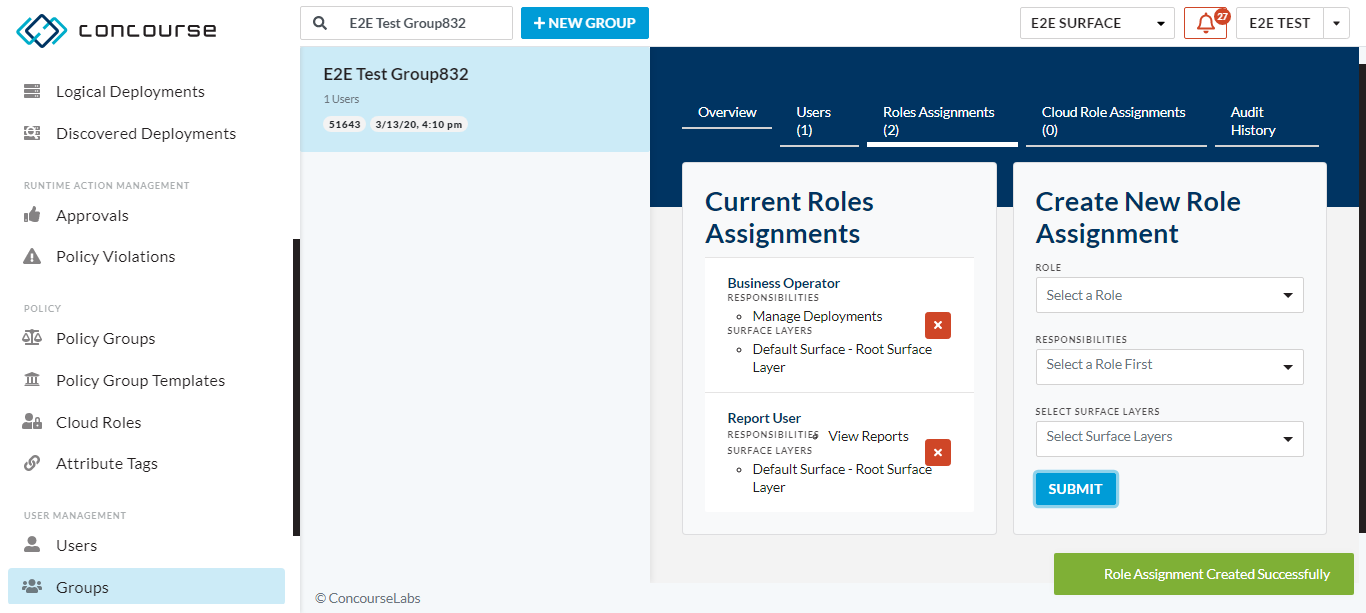 concourse
Logical Deployments
Discovered Deployments
RUNTIME ACTION MANAGEMENT
Approvals
Policy Violations
POLICY
Policy Groups
Policy Group Templates
Cloud Roles
Attribute Tags
USER MANAGEMENT
Users
Groups
E2E Test Group832
+ NEW GROUP
E2E SURFACE
27
E2E TEST
E2E Test Group832
1 Users
51643 3/13/20, 4:10 pm
Overview
Users
(1)
Roles Assignments
(2)
Cloud Role Assignments
(0)
Audit
History
Current Roles
Assignments
Business Operator
RESPONSIBILITIES
Manage Deployments
SURFACE LAYERS
Default Surface - Root Surface
Layer
Report User
RESPONSIBILITIES View Reports
SURFACE LAYERS
Default Surface - Root Surface
Layer
Create New Role
Assignment
ROLE
Select a Role
RESPONSIBILITIES
Select a Role First
SELECT SURFACE LAYERS
Select Surface Layers
SUBMIT
Role Assignment Created Successfully
© ConcourseLabs